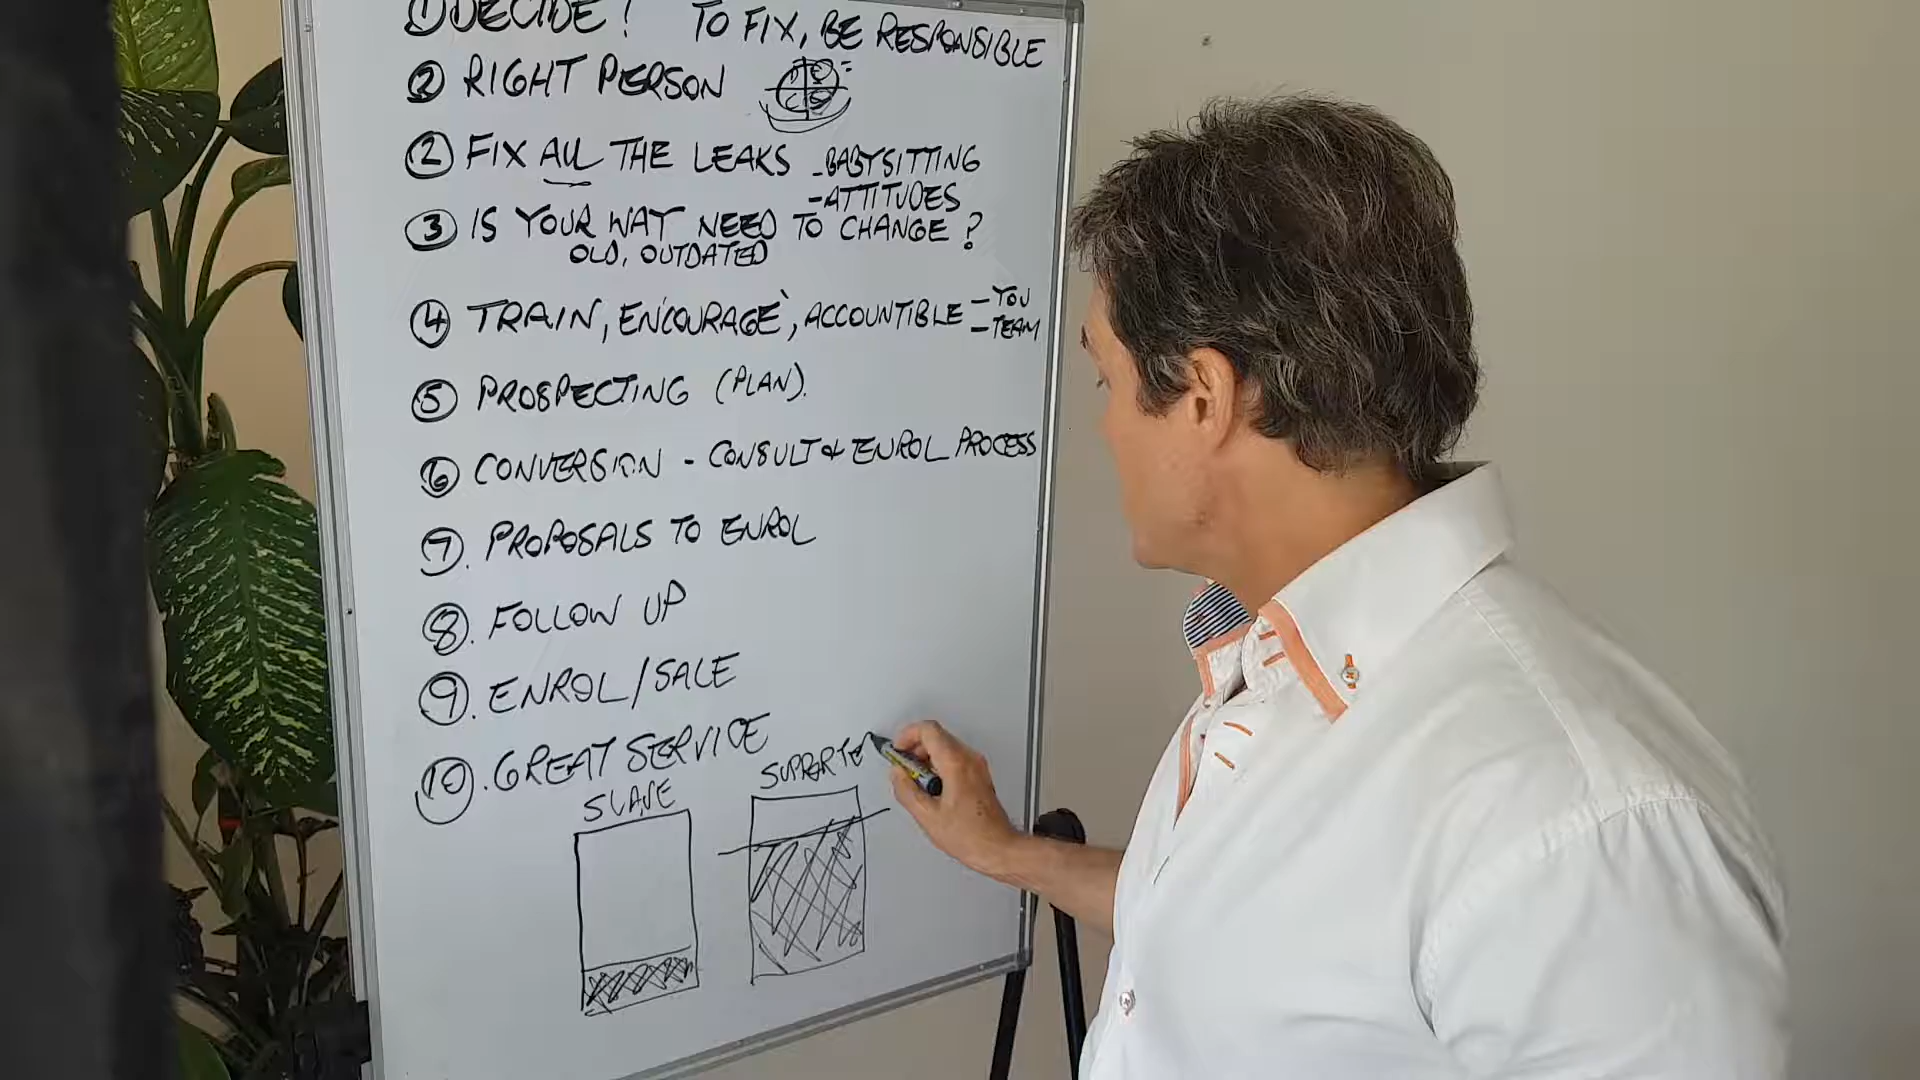 ① DECIDE! TO FIX, BE RESPONSIBLE
② RIGHT PERSON
② FIX ALL THE LEAKS -BABYSITTING
-ATTITUDES
③ IS YOUR WAY NEED TO CHANGE?
OLD, OUTDATED
④ TRAIN, ENCOURAGE, ACCOUNTIBLE -YOU
-TEAM
⑤ PROSPECTING (PLAN).
⑥ CONVERSION - CONSULT & ENROL PROCESS
⑦. PROPOSALS TO ENROL
⑧. FOLLOW UP
⑨. ENROL/SALE
⑩. GREAT SERVICE
SLAVE